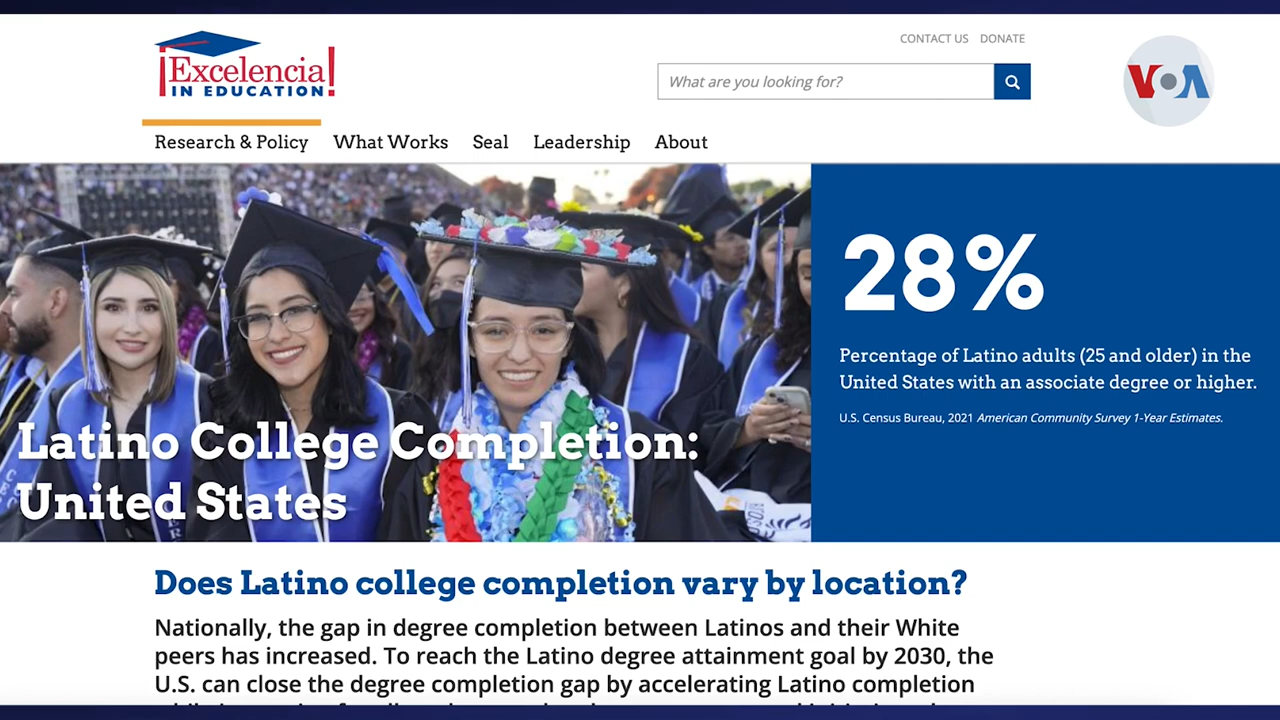 ¡Excelencia!
IN EDUCATION
CONTACT US DONATE
What are you looking for?
VOA
Research & Policy What Works Seal Leadership About
28%
Percentage of Latino adults (25 and older) in the
United States with an associate degree or higher.
U.S. Census Bureau, 2021 American Community Survey 1-Year Estimates.
Latino College Completion:
United States
Does Latino college completion vary by location?
Nationally, the gap in degree completion between Latinos and their White
peers has increased. To reach the Latino degree attainment goal by 2030, the
U.S. can close the degree completion gap by accelerating Latino completion